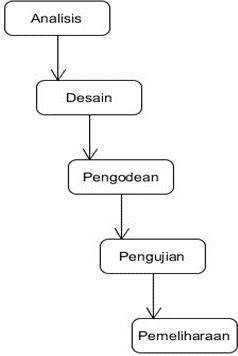 Analisis
Desain
Pengodean
Pengujian
Pemeliharaan